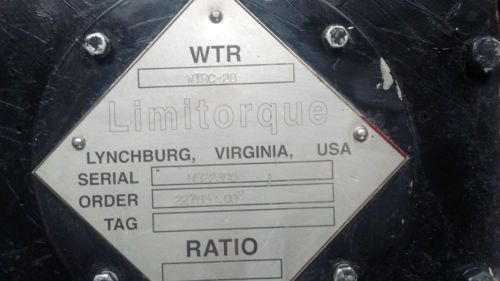 WTR
WTRC-28
Limitorque
LYNCHBURG, VIRGINIA, USA
SERIAL
ORDER
TAG
RATIO